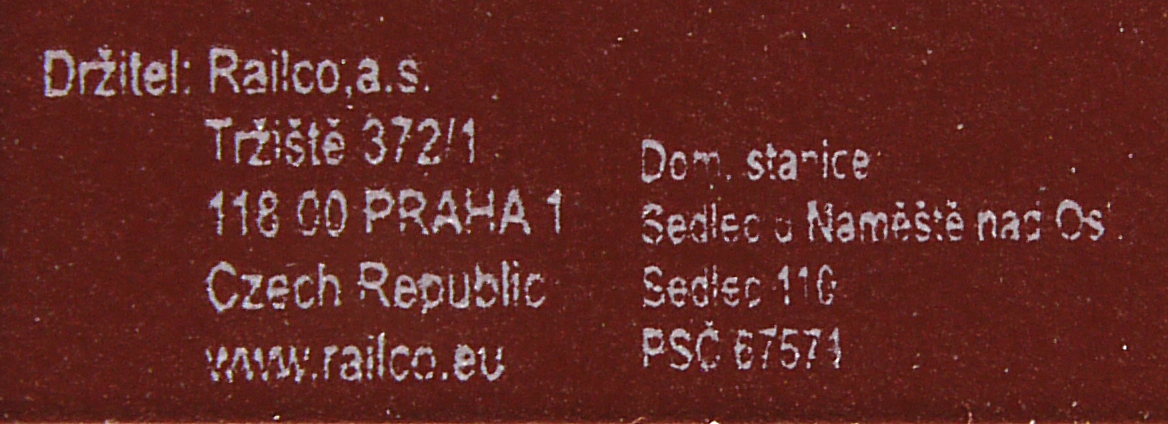 Držitel: Railco,a.s.
Tržiště 372/1
118 00 PRAHA 1
Czech Republic
www.railco.eu
Dom. stanice
Sedlec u Náměště nad Os.
Sedlec
PSČ 67571